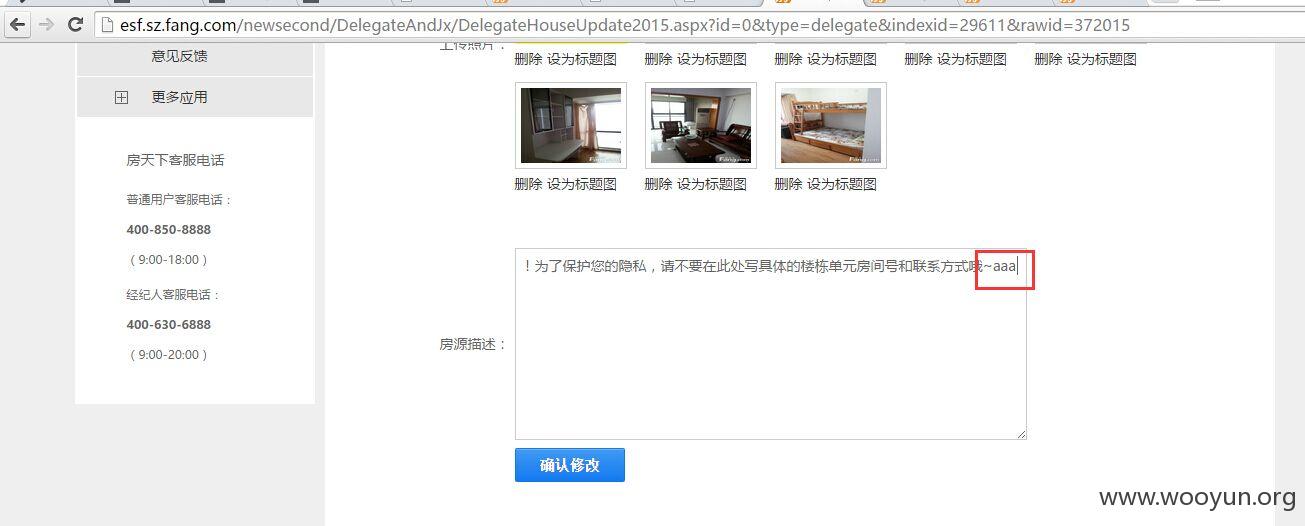 esf.sz.fang.com/newsecond/DelegateAndJx/DelegateHouseUpdate2015.aspx?id=0&type=delegate&indexid=29611&rawid=372015
意见反馈
更多应用
房天下客服电话
普通用户客服电话：
400-850-8888
（9:00-18:00）
经纪人客服电话：
400-630-6888
（9:00-20:00）
上传照片：
删除 设为标题图 删除 设为标题图 删除 设为标题图 删除 设为标题图 删除 设为标题图
删除 设为标题图 删除 设为标题图 删除 设为标题图
房源描述：
！为了保护您的隐私，请不要在此处写具体的楼栋单元房间号和联系方式哦~aaa
确认修改
www.wooyun.org